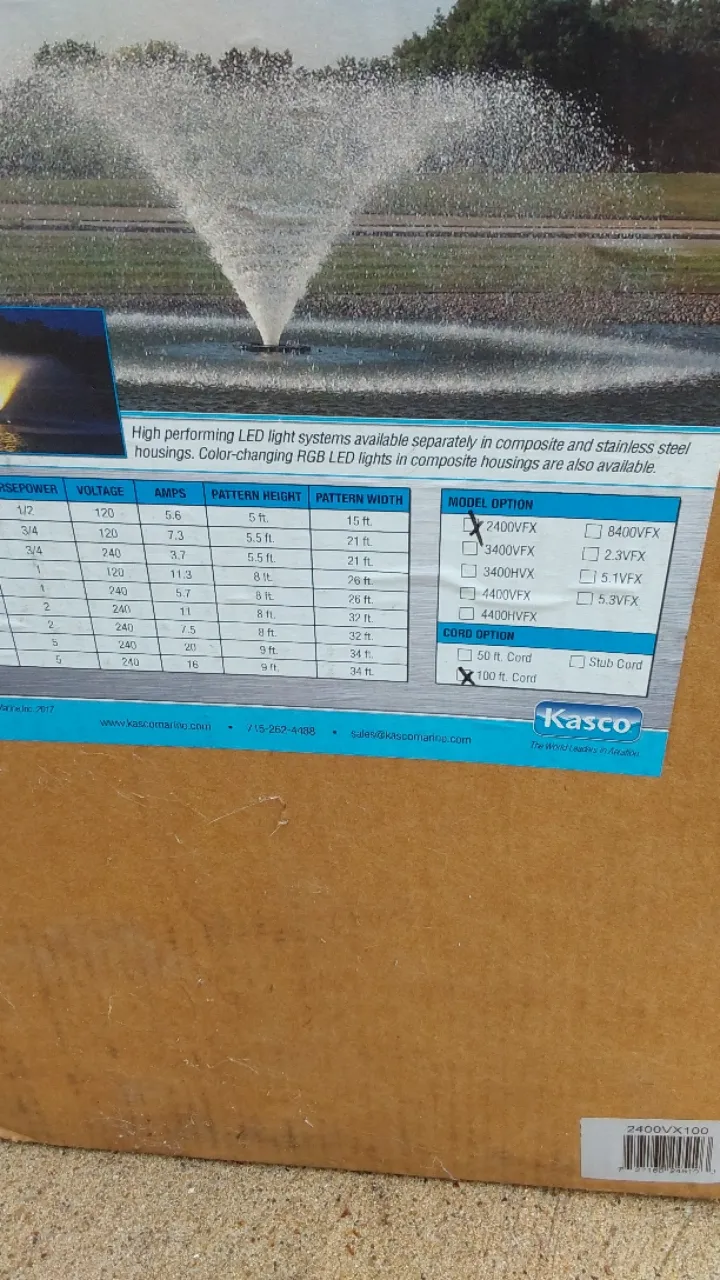 High performing LED light systems available separately in composite and stainless steel
housings. Color-changing RGB LED lights in composite housings are also available.
RSEPOWER VOLTAGE AMPS PATTERN HEIGHT PATTERN WIDTH
1/2 120 5.6 5 ft. 15 ft.
3/4 120 7.3 5.5 ft. 21 ft.
3/4 240 3.7 5.5 ft. 21 ft.
1 120 11.3 8 ft. 26 ft.
1 240 5.7 8 ft. 26 ft.
2 240 11 8 ft. 32 ft.
2 240 7.5 8 ft. 32 ft.
5 240 20 9 ft. 34 ft.
5 240 16 9 ft. 34 ft.
MODEL OPTION
2400VFX 8400VFX
3400VFX 2.3VFX
3400HVX 5.1VFX
4400VFX 5.3VFX
4400HVFX
CORD OPTION
50 ft. Cord Stub Cord
100 ft. Cord
Inc. 2017
www.kascomarine.com • 715-262-4488 • sales@kascomarine.com
Kasco
The World Leaders in Aeration
2400VX100